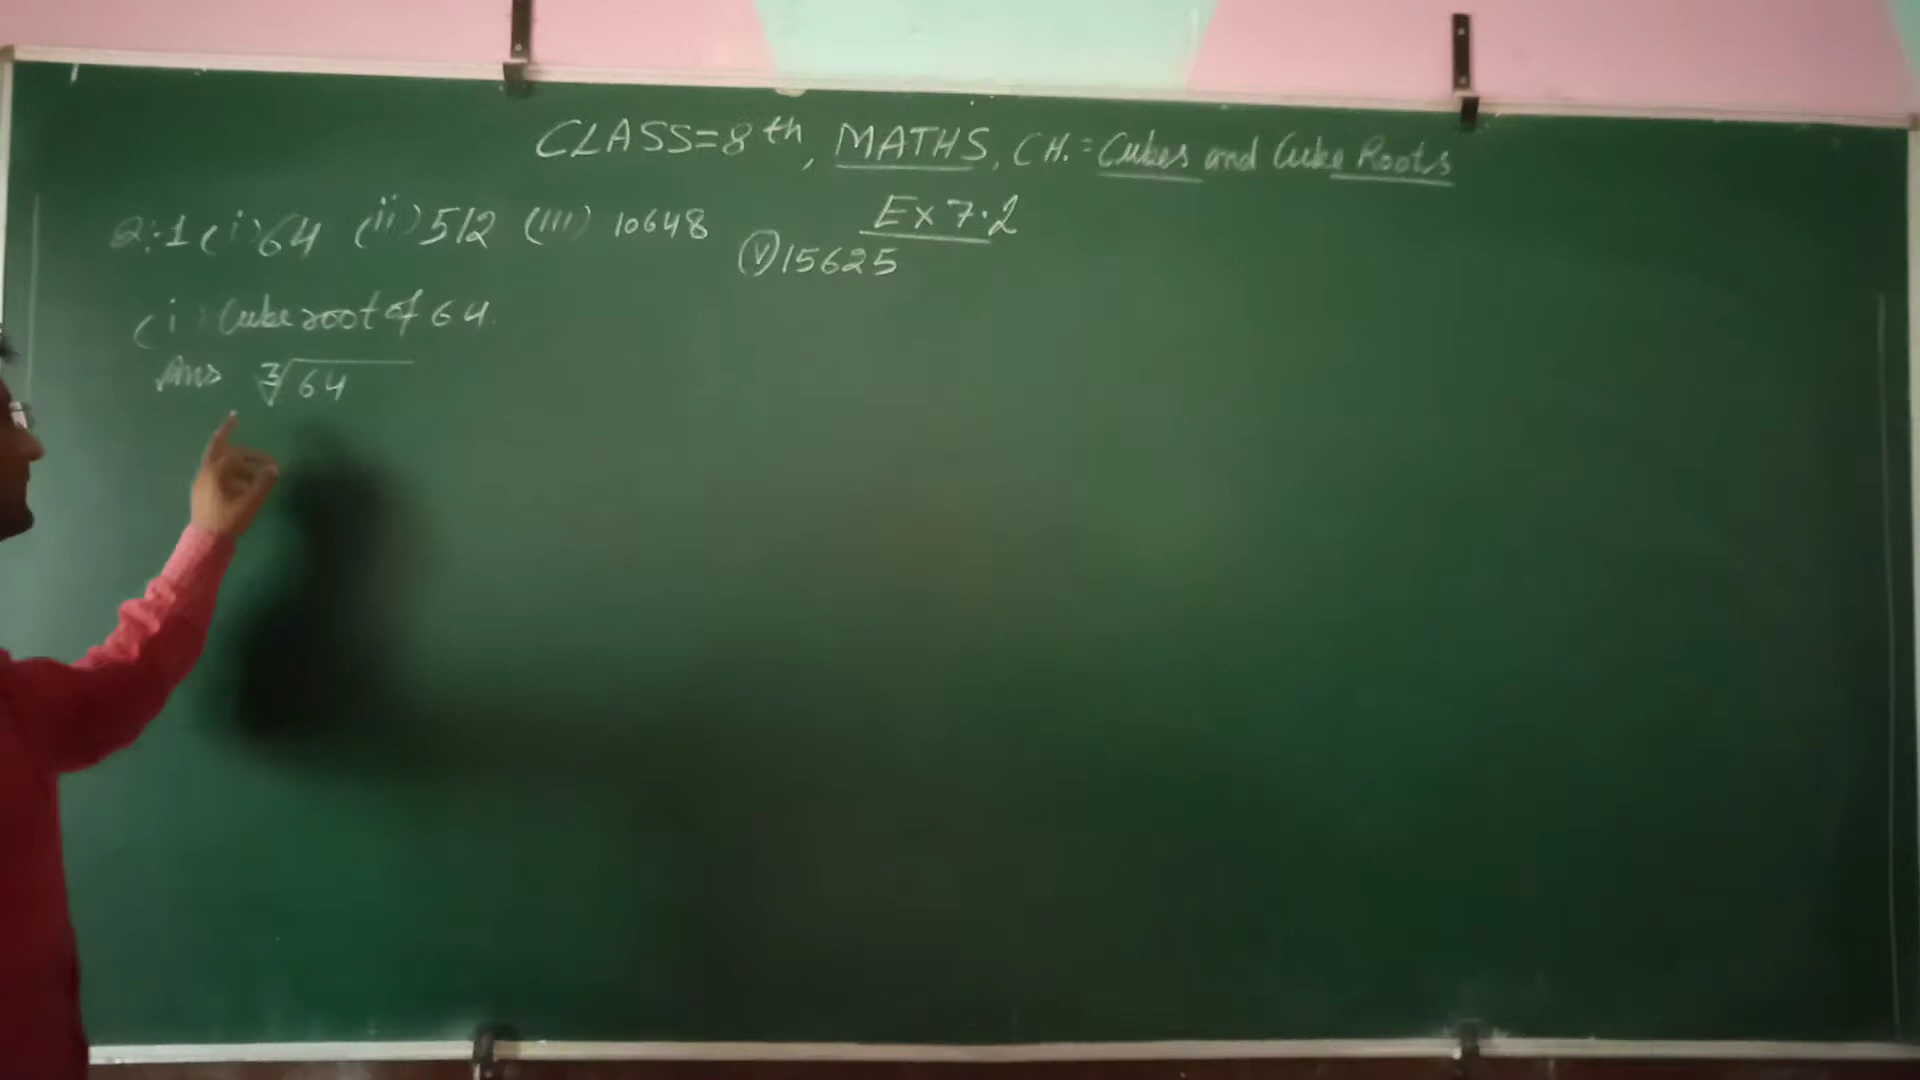 CLASS=8th, MATHS, CH.=Cubes and Cube Roots
Ex 7.2
Q:1 (i) 64 (ii) 512 (iii) 10648 (v) 15625
(i) Cube root of 64
Ans ∛64